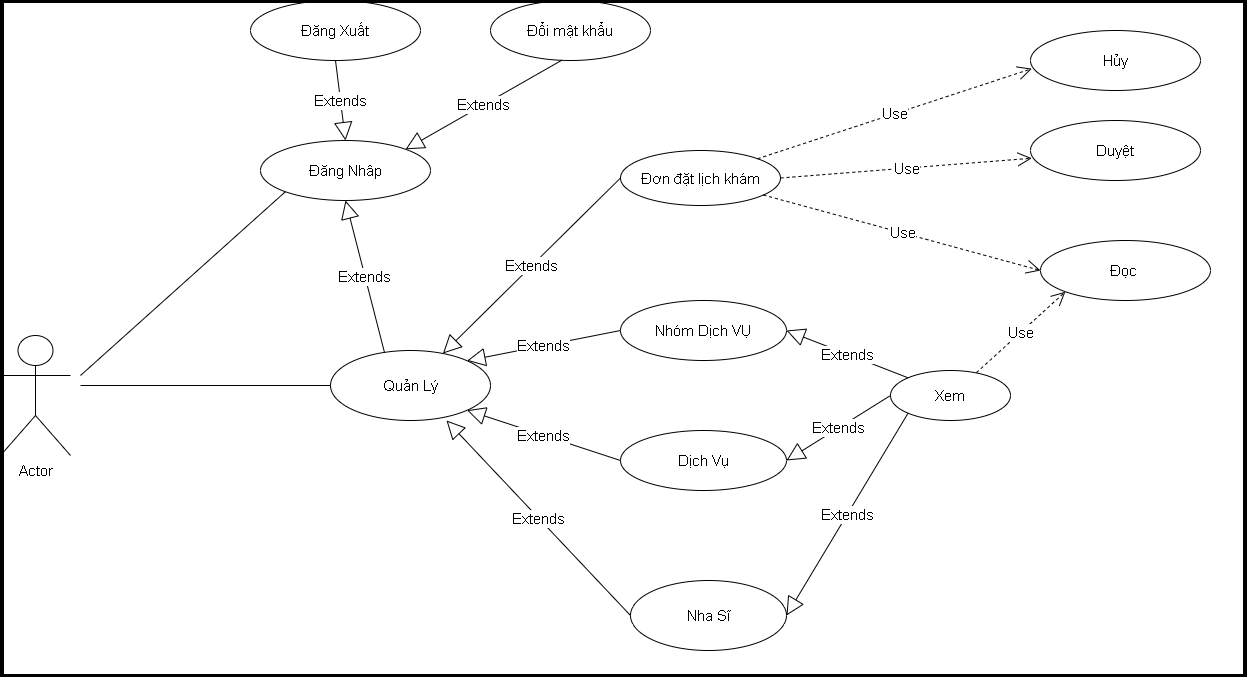 Đăng Xuất
Đổi mật khẩu
Hủy
Extends
Extends
Use
Duyệt
Đăng Nhâp
Use
Đơn đặt lịch khám
Use
Extends
Extends
Đọc
Nhóm Dịch VỤ
Use
Extends
Extends
Quản Lý
Xem
Extends
Extends
Dịch Vụ
Actor
Extends
Extends
Nha Sĩ